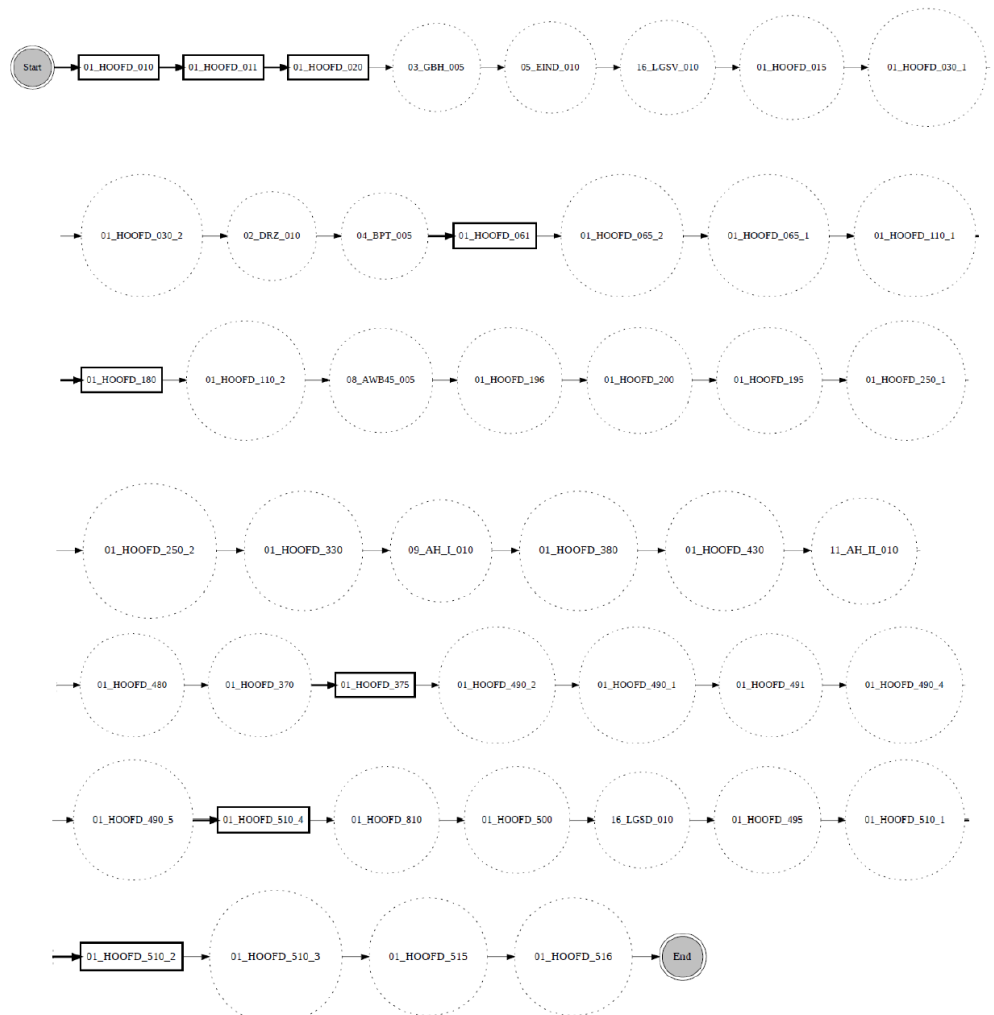 Start 01_HOOFD_010 01_HOOFD_011 01_HOOFD_020 03_GBH_005 05_EIND_010 16_LGSV_010 01_HOOFD_015 01_HOOFD_030_1
01_HOOFD_030_2 02_DRZ_010 04_BPT_005 01_HOOFD_061 01_HOOFD_065_2 01_HOOFD_065_1 01_HOOFD_110_1
01_HOOFD_180 01_HOOFD_110_2 08_AWB45_005 01_HOOFD_196 01_HOOFD_200 01_HOOFD_195 01_HOOFD_250_1
01_HOOFD_250_2 01_HOOFD_330 09_AH_I_010 01_HOOFD_380 01_HOOFD_430 11_AH_II_010
01_HOOFD_480 01_HOOFD_370 01_HOOFD_375 01_HOOFD_490_2 01_HOOFD_490_1 01_HOOFD_491 01_HOOFD_490_4
01_HOOFD_490_5 01_HOOFD_510_4 01_HOOFD_810 01_HOOFD_500 16_LGSD_010 01_HOOFD_495 01_HOOFD_510_1
01_HOOFD_510_2 01_HOOFD_510_3 01_HOOFD_515 01_HOOFD_516 End